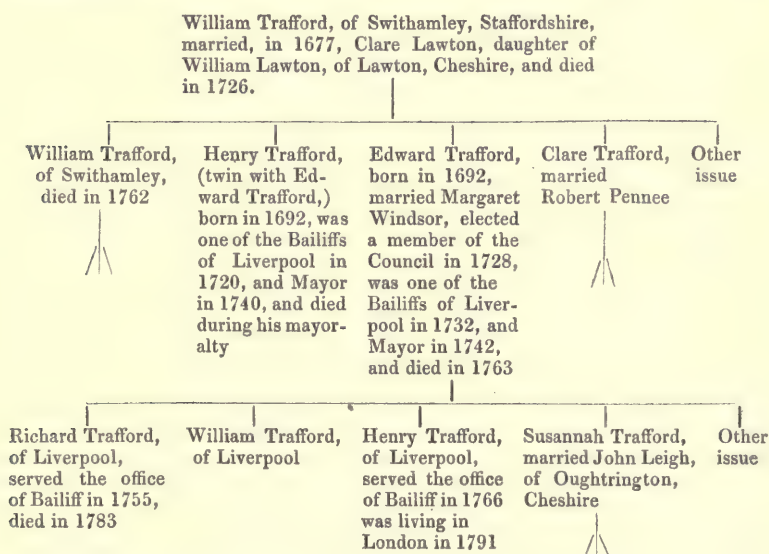 William Trafford, of Swithamley, Staffordshire,
married, in 1677, Clare Lawton, daughter of
William Lawton, of Lawton, Cheshire, and died
in 1726.
William Trafford,
of Swithamley,
died in 1762
Henry Trafford,
(twin with Ed-
ward Trafford,)
born in 1692, was
one of the Bailiffs
of Liverpool in
1720, and Mayor
in 1740, and died
during his mayor-
alty
Edward Trafford,
born in 1692,
married Margaret
Windsor, elected
a member of the
Council in 1728,
was one of the
Bailiffs of Liver-
pool in 1732, and
Mayor in 1742,
and died in 1763
Clare Trafford,
married
Robert Pennee
Other
issue
Richard Trafford,
of Liverpool,
served the office
of Bailiff in 1755,
died in 1783
William Trafford,
of Liverpool
Henry Trafford,
of Liverpool,
served the office
of Bailiff in 1766
was living in
London in 1791
Susannah Trafford,
married John Leigh,
of Oughtrington,
Cheshire
Other
issue